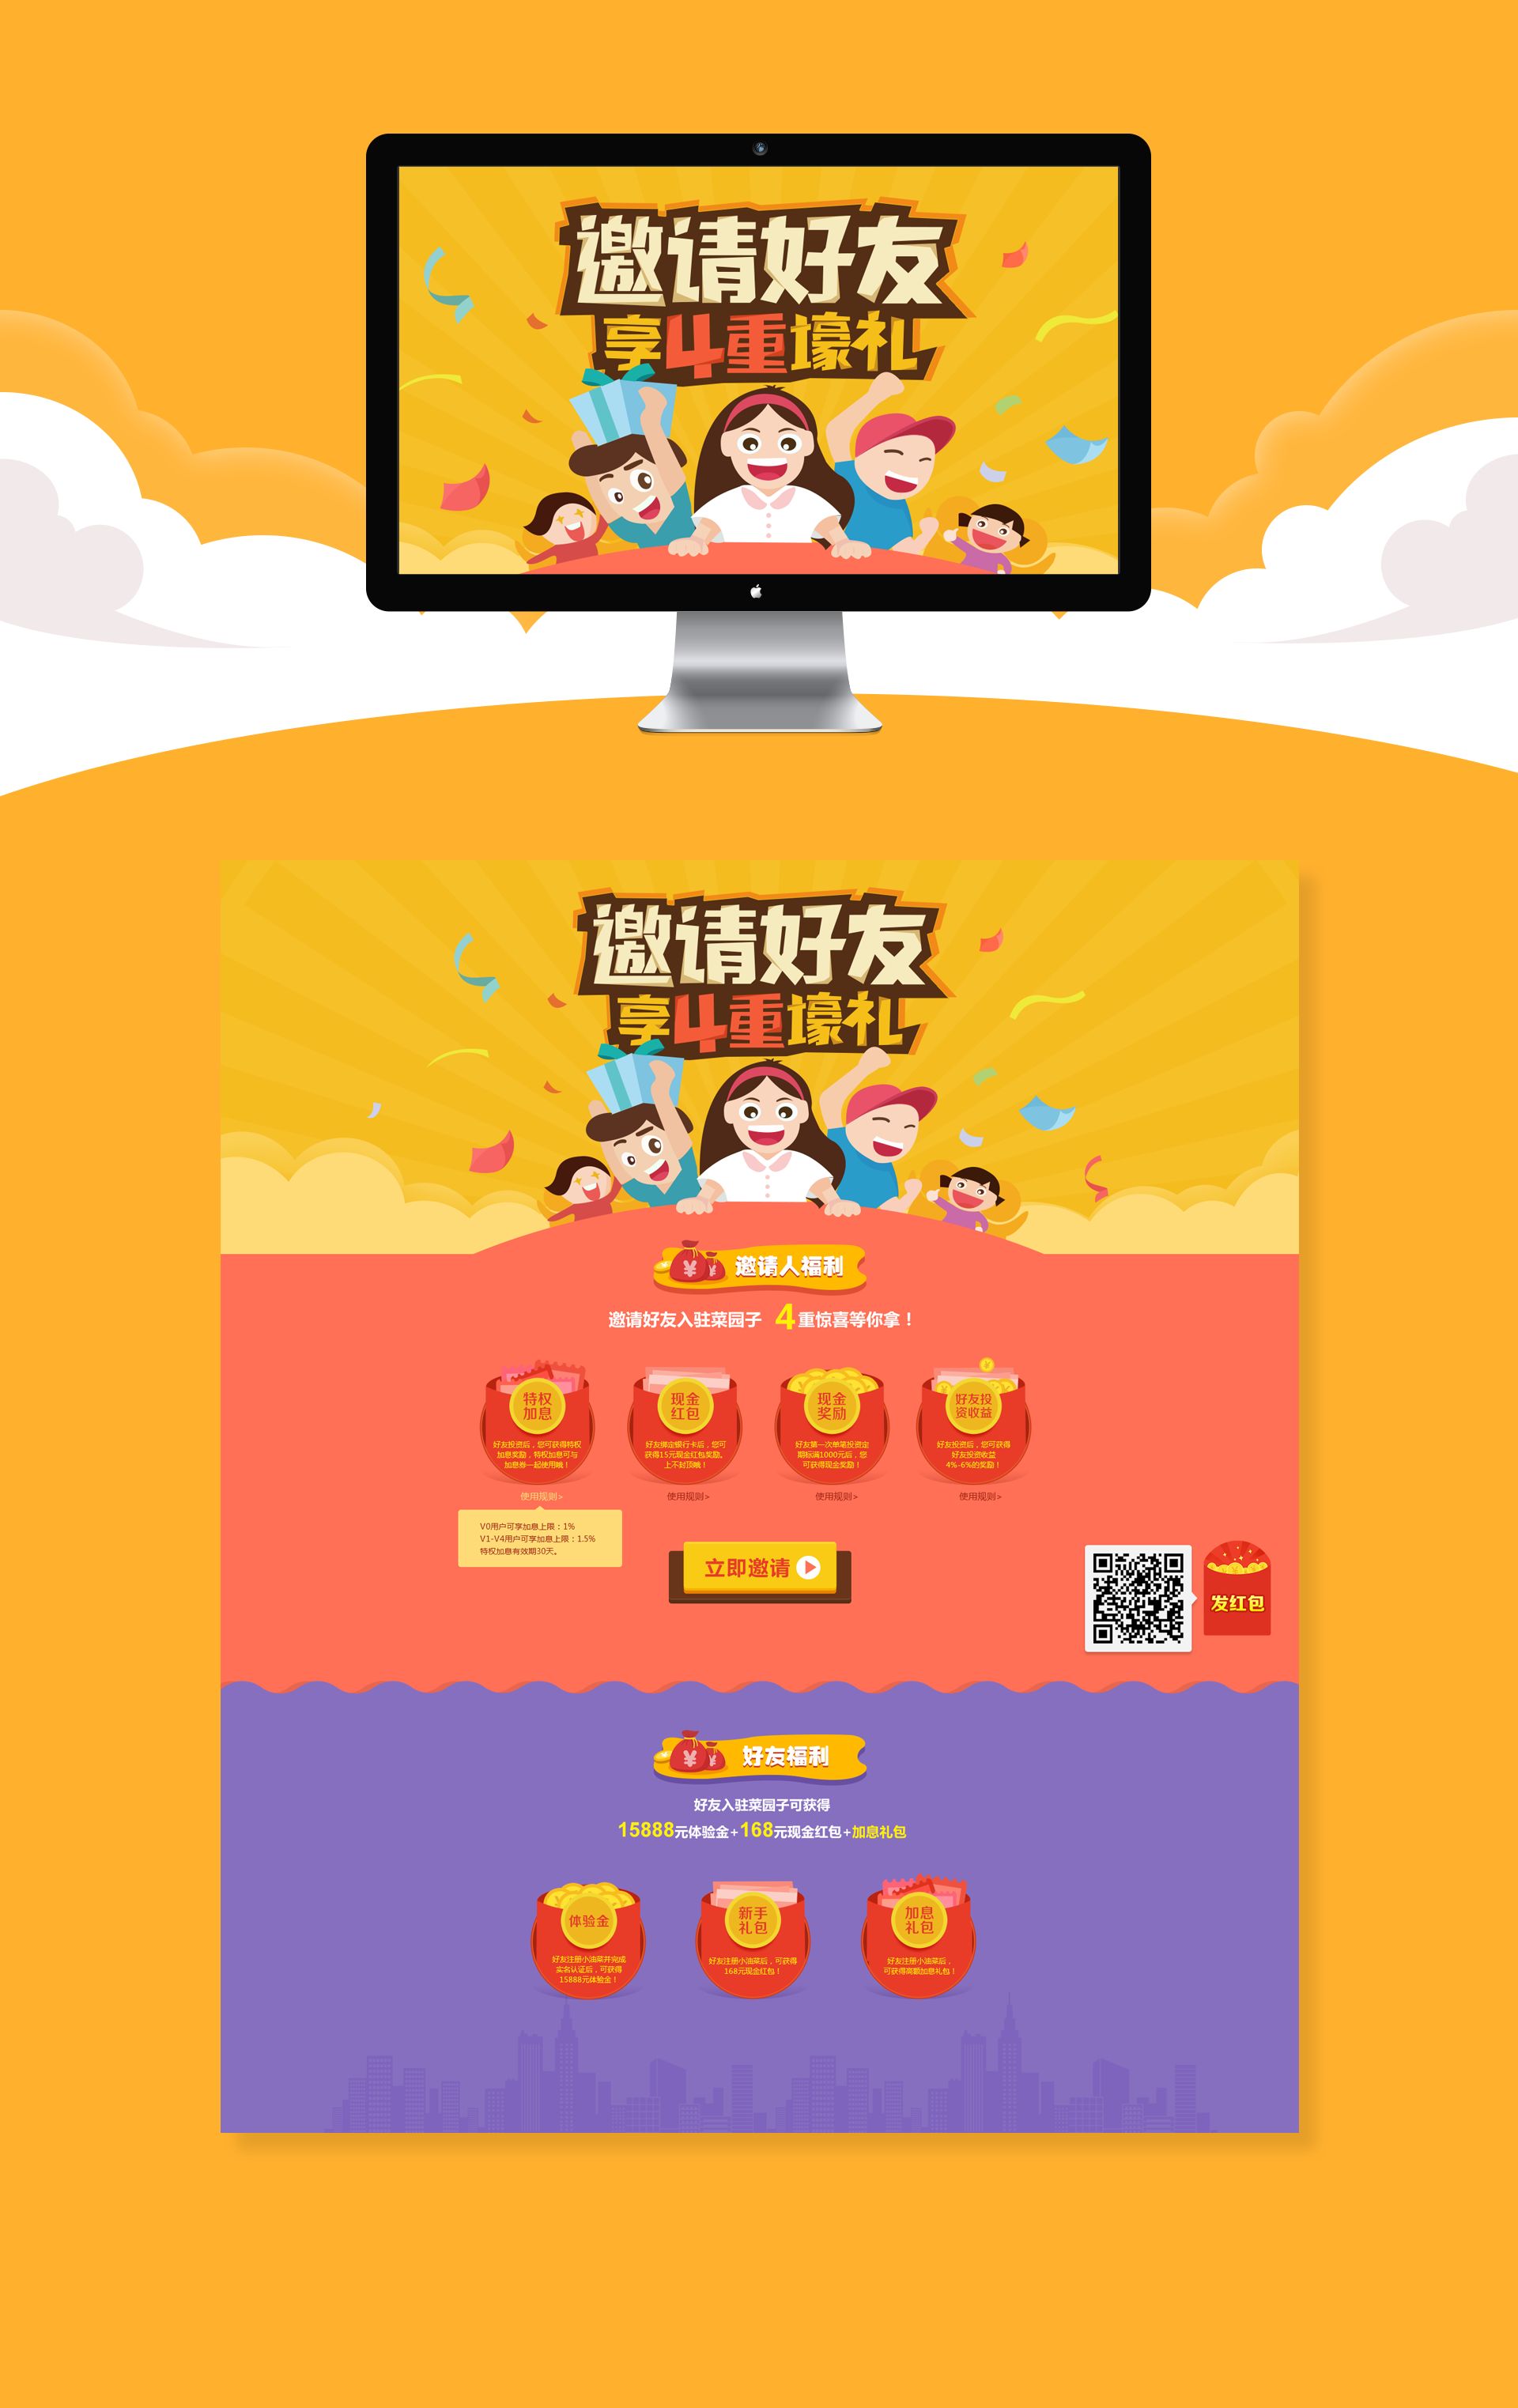 邀请好友
享4重壕礼
邀请好友
享4重壕礼
¥ ¥ 邀请人福利
邀请好友入驻菜园子 4重惊喜等你拿！
特权
加息
好友投资后，您可获得特权
加息奖励，特权加息可与
加息券一起使用哦！
使用规则>
V0用户可享加息上限：1%
V1-V4用户可享加息上限：1.5%
特权加息有效期30天。
现金
红包
好友绑定银行卡后，您可
获得15元现金红包奖励。
上不封顶哦！
使用规则>
现金
奖励
好友第一次单笔投资定
期标满1000元后，您
可获得现金奖励！
使用规则>
好友投
资收益
好友投资后，您可获得
好友投资收益
4%-6%的奖励！
使用规则>
立即邀请
发红包
¥ ¥ 好友福利
好友入驻菜园子可获得
15888元体验金+168元现金红包+加息礼包
体验金
好友注册小油菜并完成
实名认证后，可获得
15888元体验金！
新手
礼包
好友注册小油菜后，可获得
168元现金红包！
加息
礼包
好友注册小油菜后，
可获得高额加息礼包！